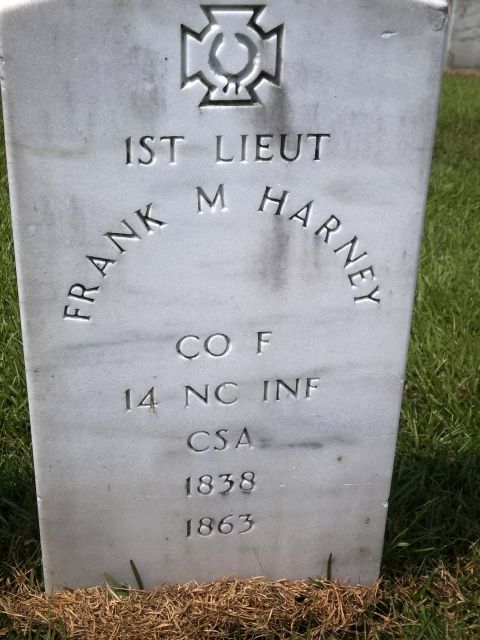 1ST LIEUT
FRANK M HARNEY
CO F
14 NC INF
CSA
1838
1863